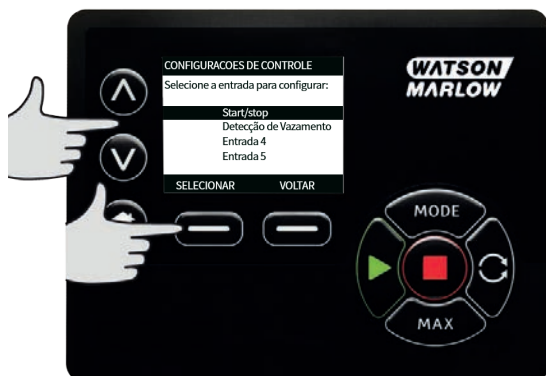 CONFIGURACOES DE CONTROLE
Selecione a entrada para configurar:
Start/stop
Detecção de Vazamento
Entrada 4
Entrada 5
SELECIONAR VOLTAR
WATSON
MARLOW
MODE
MAX